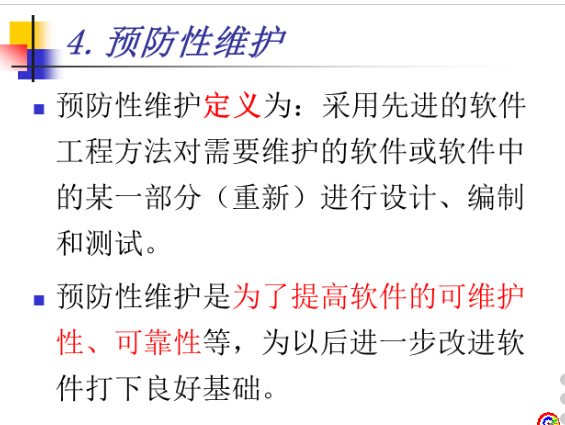 4. 预防性维护
预防性维护定义为：采用先进的软件
工程方法对需要维护的软件或软件中
的某一部分（重新）进行设计、编制
和测试。
预防性维护是为了提高软件的可维护
性、可靠性等，为以后进一步改进软
件打下良好基础。